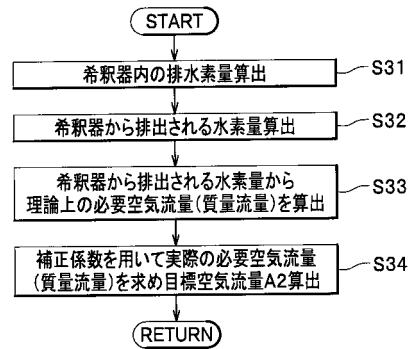 START
希釈器内の排水素量算出
S31
希釈器から排出される水素量算出
S32
希釈器から排出される水素量から
理論上の必要空気流量(質量流量)を算出
S33
補正係数を用いて実際の必要空気流量
(質量流量)を求め目標空気流量A2算出
S34
RETURN